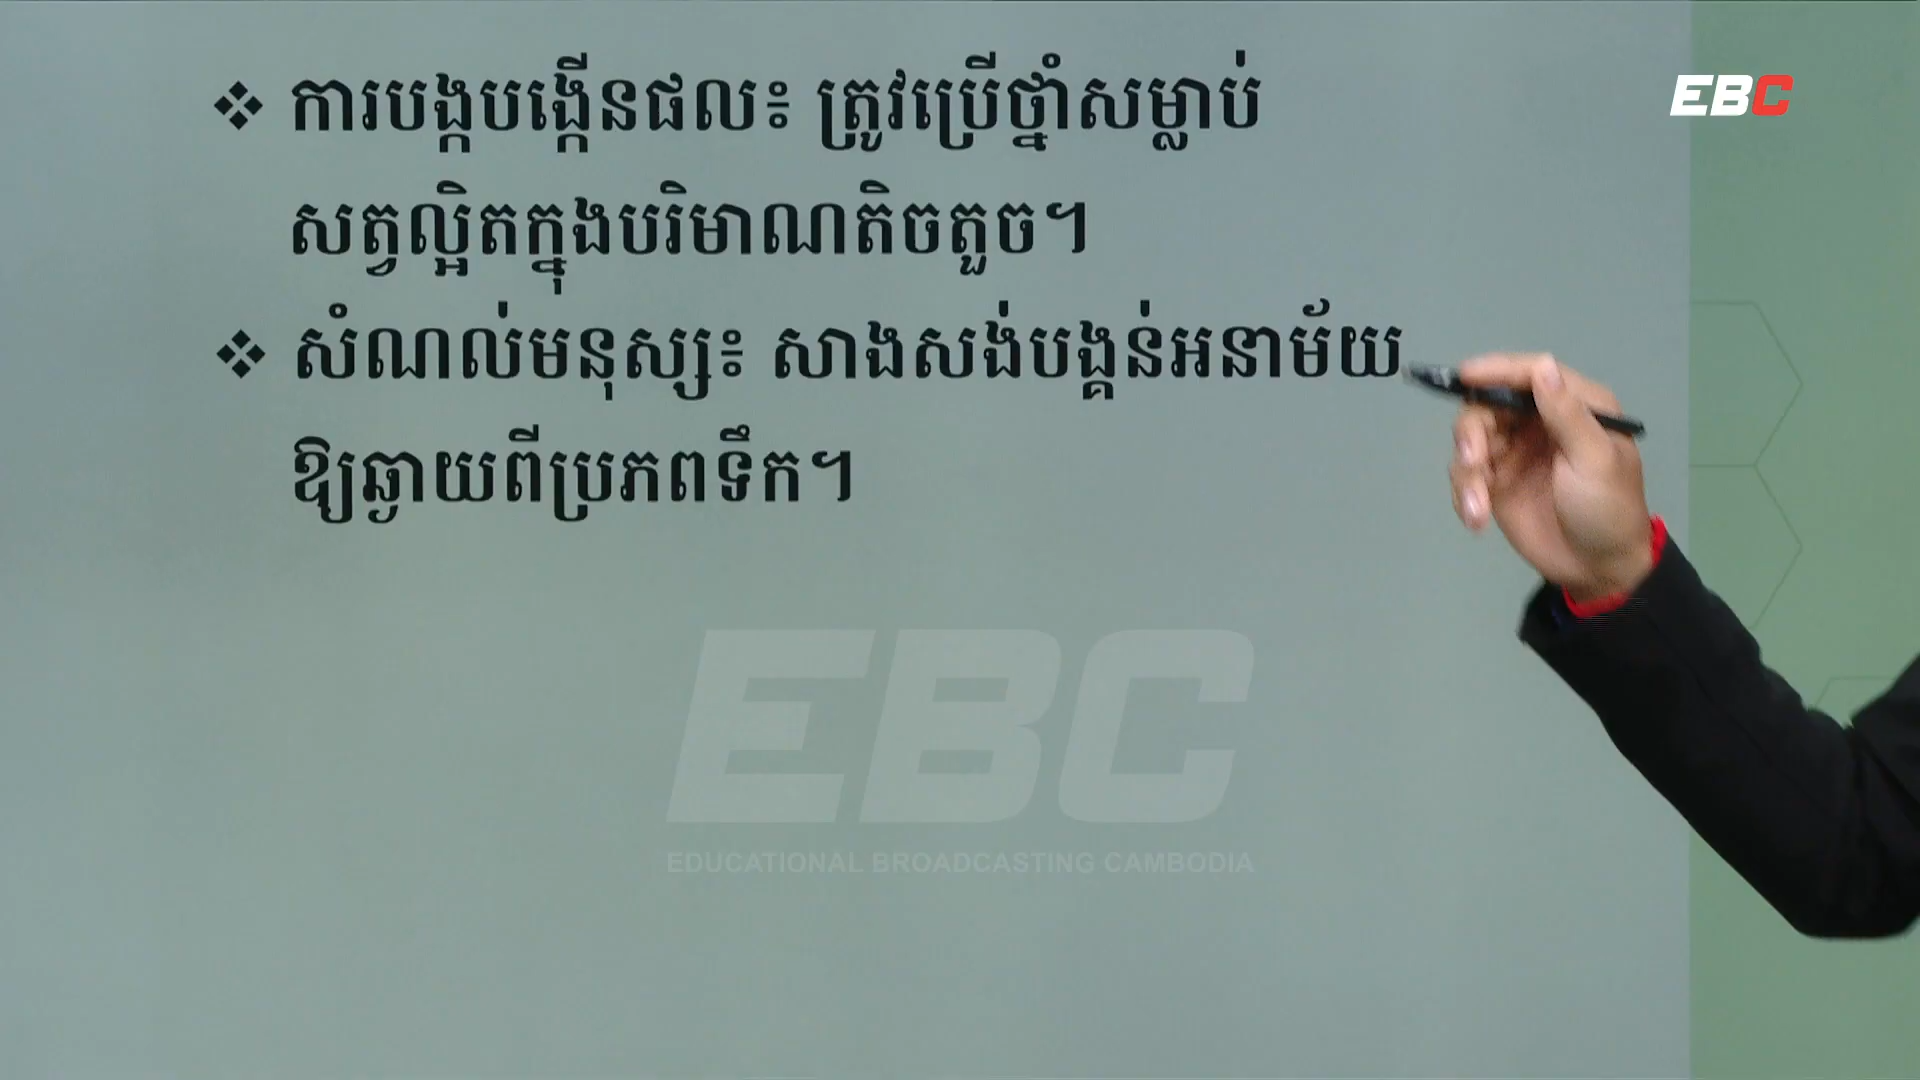 ❖ ការបង្កបង្កើនផល៖ ត្រូវប្រើថ្នាំសម្លាប់
EBC
សត្វល្អិតក្នុងបរិមាណតិចតួច។
❖ សំណល់មនុស្ស៖ សាងសង់បង្គន់អនាម័យ
ឱ្យឆ្ងាយពីប្រភពទឹក។
EBC
EDUCATIONAL BROADCASTING CAMBODIA